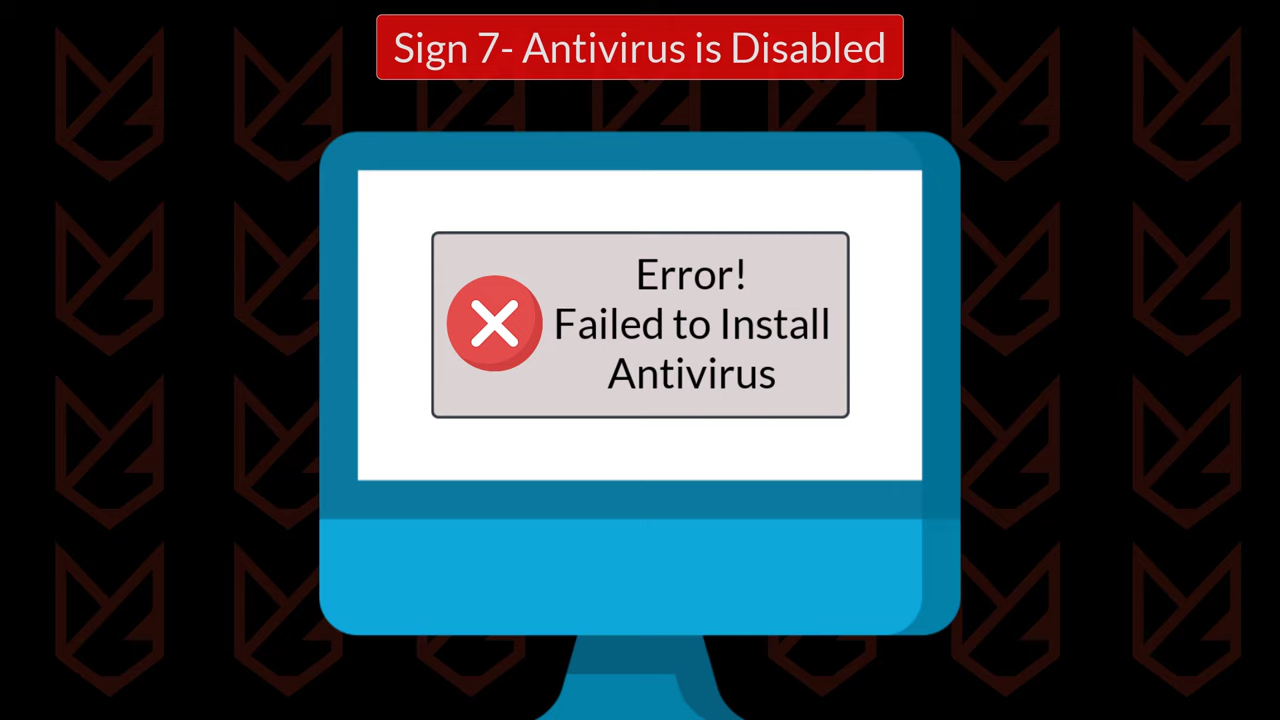 Sign 7- Antivirus is Disabled
Error!
Failed to Install
Antivirus